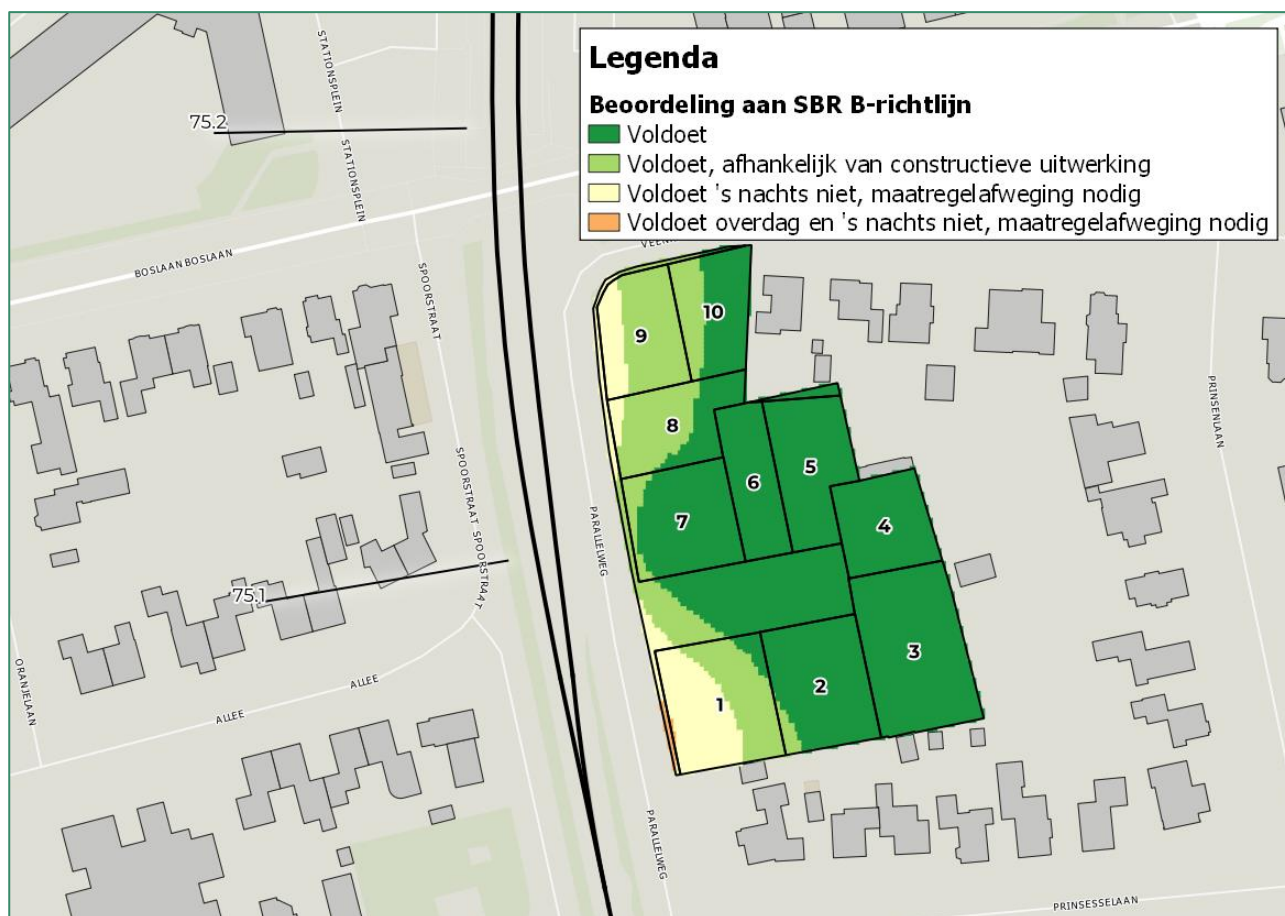 Legenda
Beoordeling aan SBR B-richtlijn
Voldoet
Voldoet, afhankelijk van constructieve uitwerking
Voldoet 's nachts niet, maatregelafweging nodig
Voldoet overdag en 's nachts niet, maatregelafweging nodig
STATIONSPLEIN
STATIONSPLEIN
75.2
BOSLAAN BOSLAAN
SPOORSTRAAT
SPOORSTRAAT SPOORSTRAAT
75.1
ORANJELAAN
ALLEE
ALLEE
PARALLELWEG
PARALLELWEG
PRINSENLAAN
PRINSESSELAAN
9
10
8
7
6
5
4
3
2
1